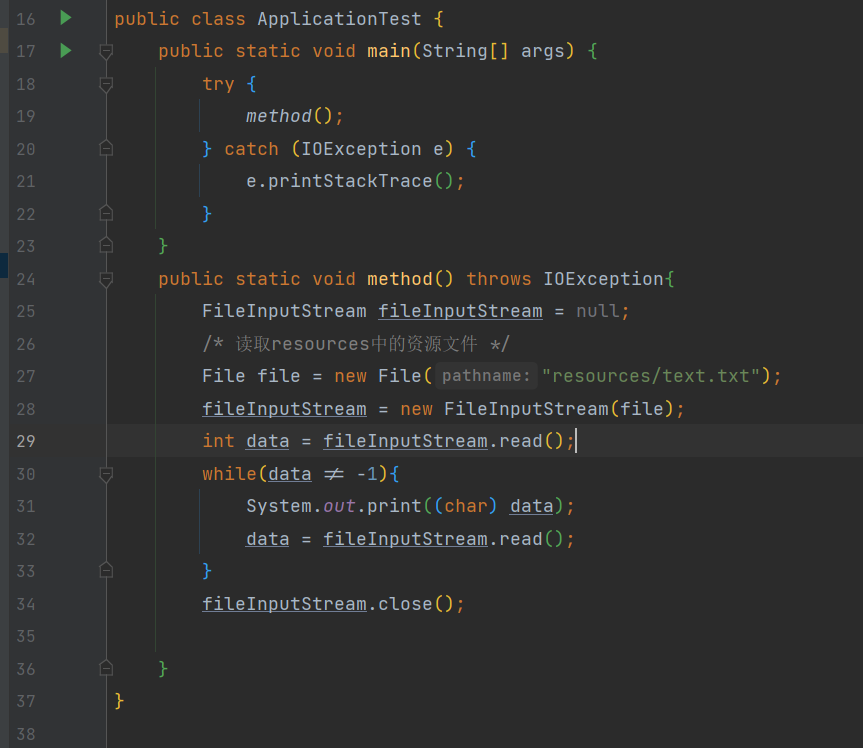 16 public class ApplicationTest {
17 public static void main(String[] args) {
18 try {
19 method();
20 } catch (IOException e) {
21 e.printStackTrace();
22 }
23 }
24 public static void method() throws IOException{
25 FileInputStream fileInputStream = null;
26 /* 读取resources中的资源文件 */
27 File file = new File( pathname: "resources/text.txt");
28 fileInputStream = new FileInputStream(file);
29 int data = fileInputStream.read();
30 while(data ≠ -1){
31 System.out.print((char) data);
32 data = fileInputStream.read();
33 }
34 fileInputStream.close();
35
36 }
37 }
38